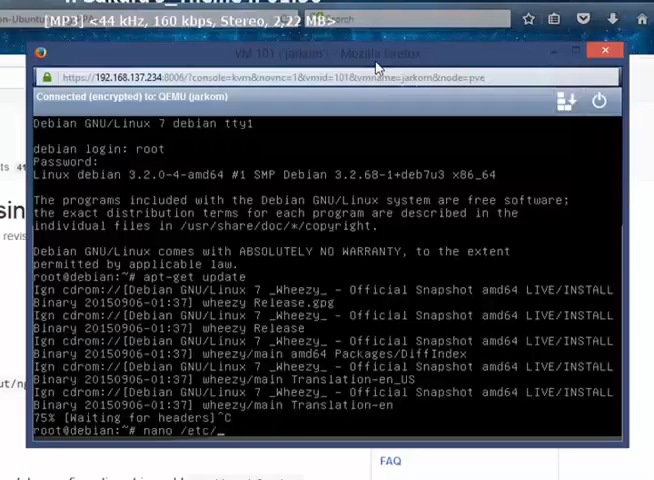 [MP3] <44 kHz, 160 kbps, Stereo, 2,22 MB>
Search
VM 101 ( jarkom ) - Mozilla Firefox
https://192.168.137.234:8006/?console=kvm&novnc=1&vmid=101&vmname=jarkom&node=pve
Connected (encrypted) to: QEMU (jarkom)
Debian GNU/Linux 7 debian tty1
debian login: root
Password:
Linux debian 3.2.0-4-amd64 #1 SMP Debian 3.2.68-1+deb7u3 x86_64
The programs included with the Debian GNU/Linux system are free software;
the exact distribution terms for each program are described in the
individual files in /usr/share/doc/*/copyright.
Debian GNU/Linux comes with ABSOLUTELY NO WARRANTY, to the extent
permitted by applicable law.
root@debian:~# apt-get update
Ign cdrom://[Debian GNU/Linux 7 _Wheezy_ - Official Snapshot amd64 LIVE/INSTALL
Binary 20150906-01:37] wheezy Release.gpg
Ign cdrom://[Debian GNU/Linux 7 _Wheezy_ - Official Snapshot amd64 LIVE/INSTALL
Binary 20150906-01:37] wheezy Release
Ign cdrom://[Debian GNU/Linux 7 _Wheezy_ - Official Snapshot amd64 LIVE/INSTALL
Binary 20150906-01:37] wheezy/main amd64 Packages/DiffIndex
Ign cdrom://[Debian GNU/Linux 7 _Wheezy_ - Official Snapshot amd64 LIVE/INSTALL
Binary 20150906-01:37] wheezy/main Translation-en_US
Ign cdrom://[Debian GNU/Linux 7 _Wheezy_ - Official Snapshot amd64 LIVE/INSTALL
Binary 20150906-01:37] wheezy/main Translation-en
75% [Waiting for headers]^C
root@debian:~# nano /etc/_
FAQ